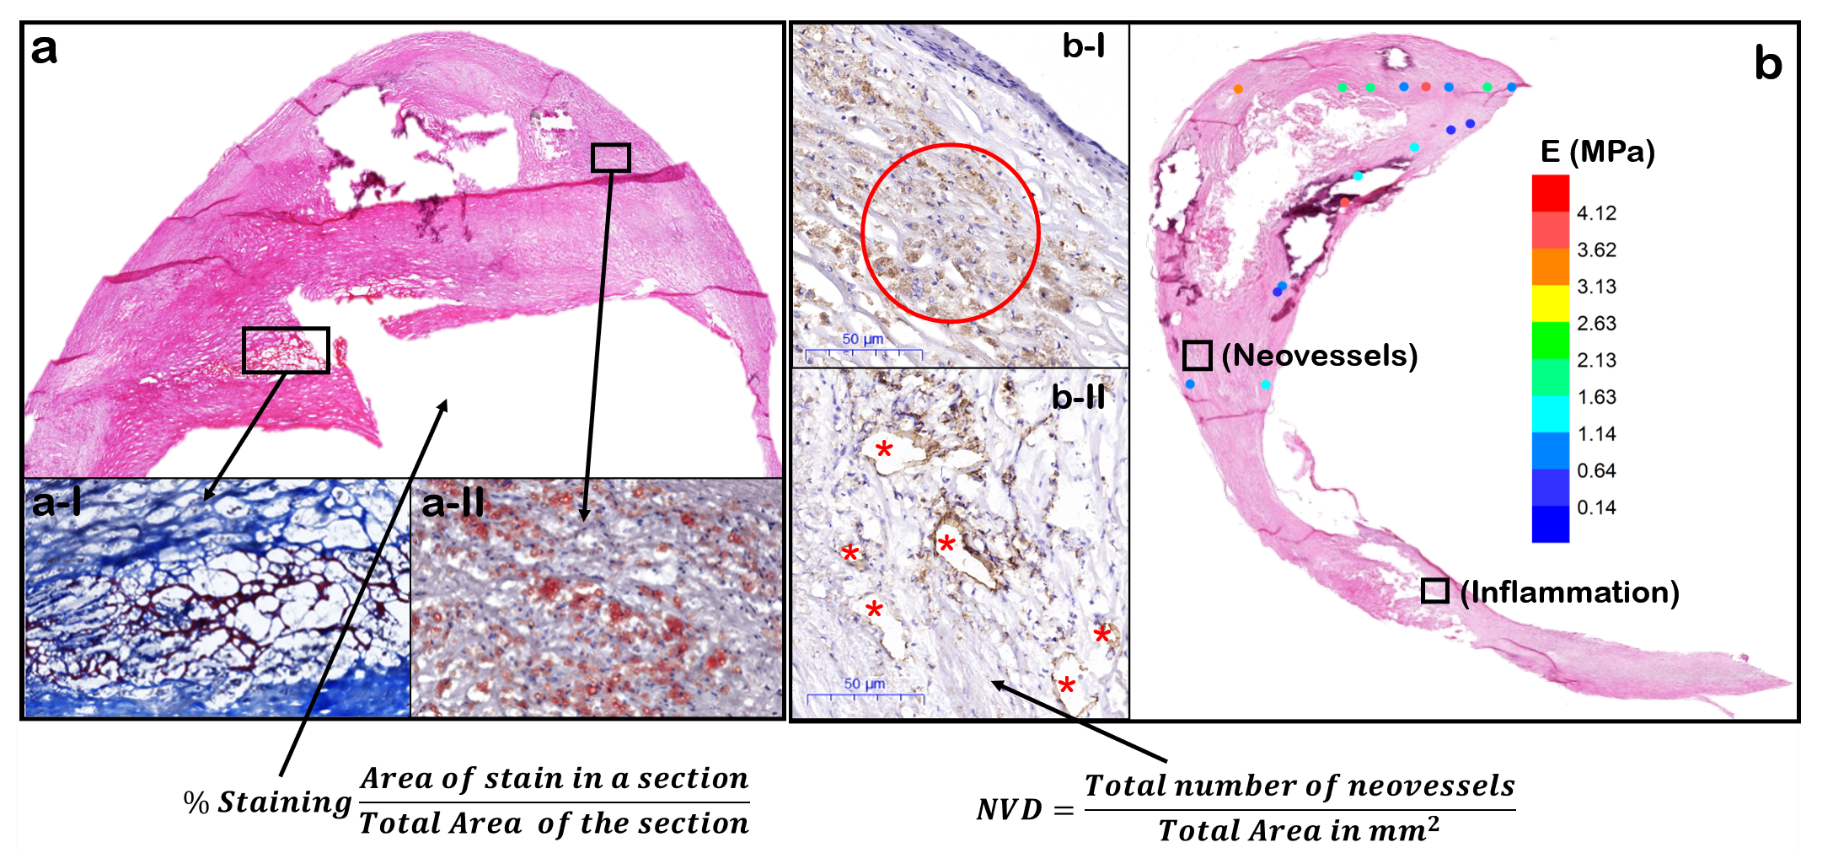 a
a-I
a-II
b-I
50 µm
b-II
*
*
*
*
*
*
50 µm
b
E (MPa)
4.12
3.62
3.13
2.63
2.13
1.63
1.14
0.64
0.14
(Neovessels)
(Inflammation)
% Staining Area of stain in a section / Total Area of the section
NVD = Total number of neovessels / Total Area in mm²